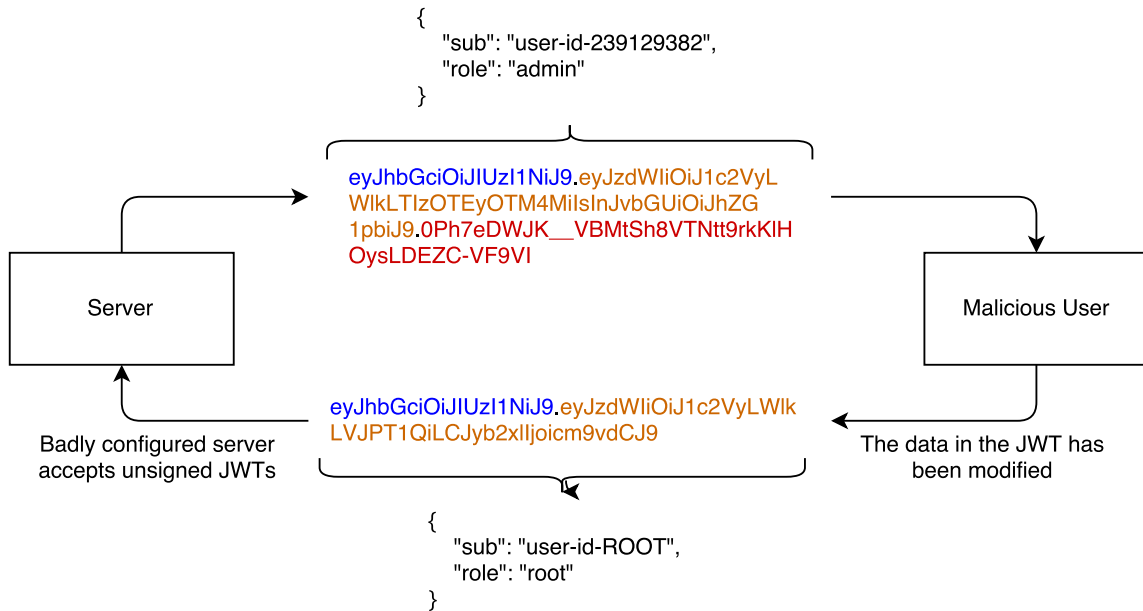 {
"sub": "user-id-239129382",
"role": "admin"
}
eyJhbGciOiJIUzI1NiJ9.eyJzdWIiOiJ1c2VyL
WlkLTIzOTEyOTM4MiIsInJvbGUiOiJhZG
1pbiJ9.0Ph7eDWJK__VBMtSh8VTNtt9rkKlH
OysLDEZC-VF9VI
Server
Malicious User
eyJhbGciOiJIUzI1NiJ9.eyJzdWIiOiJ1c2VyLWlk
LVJPT1QiLCJyb2xlIjoicm9vdCJ9
Badly configured server
accepts unsigned JWTs
The data in the JWT has
been modified
{
"sub": "user-id-ROOT",
"role": "root"
}